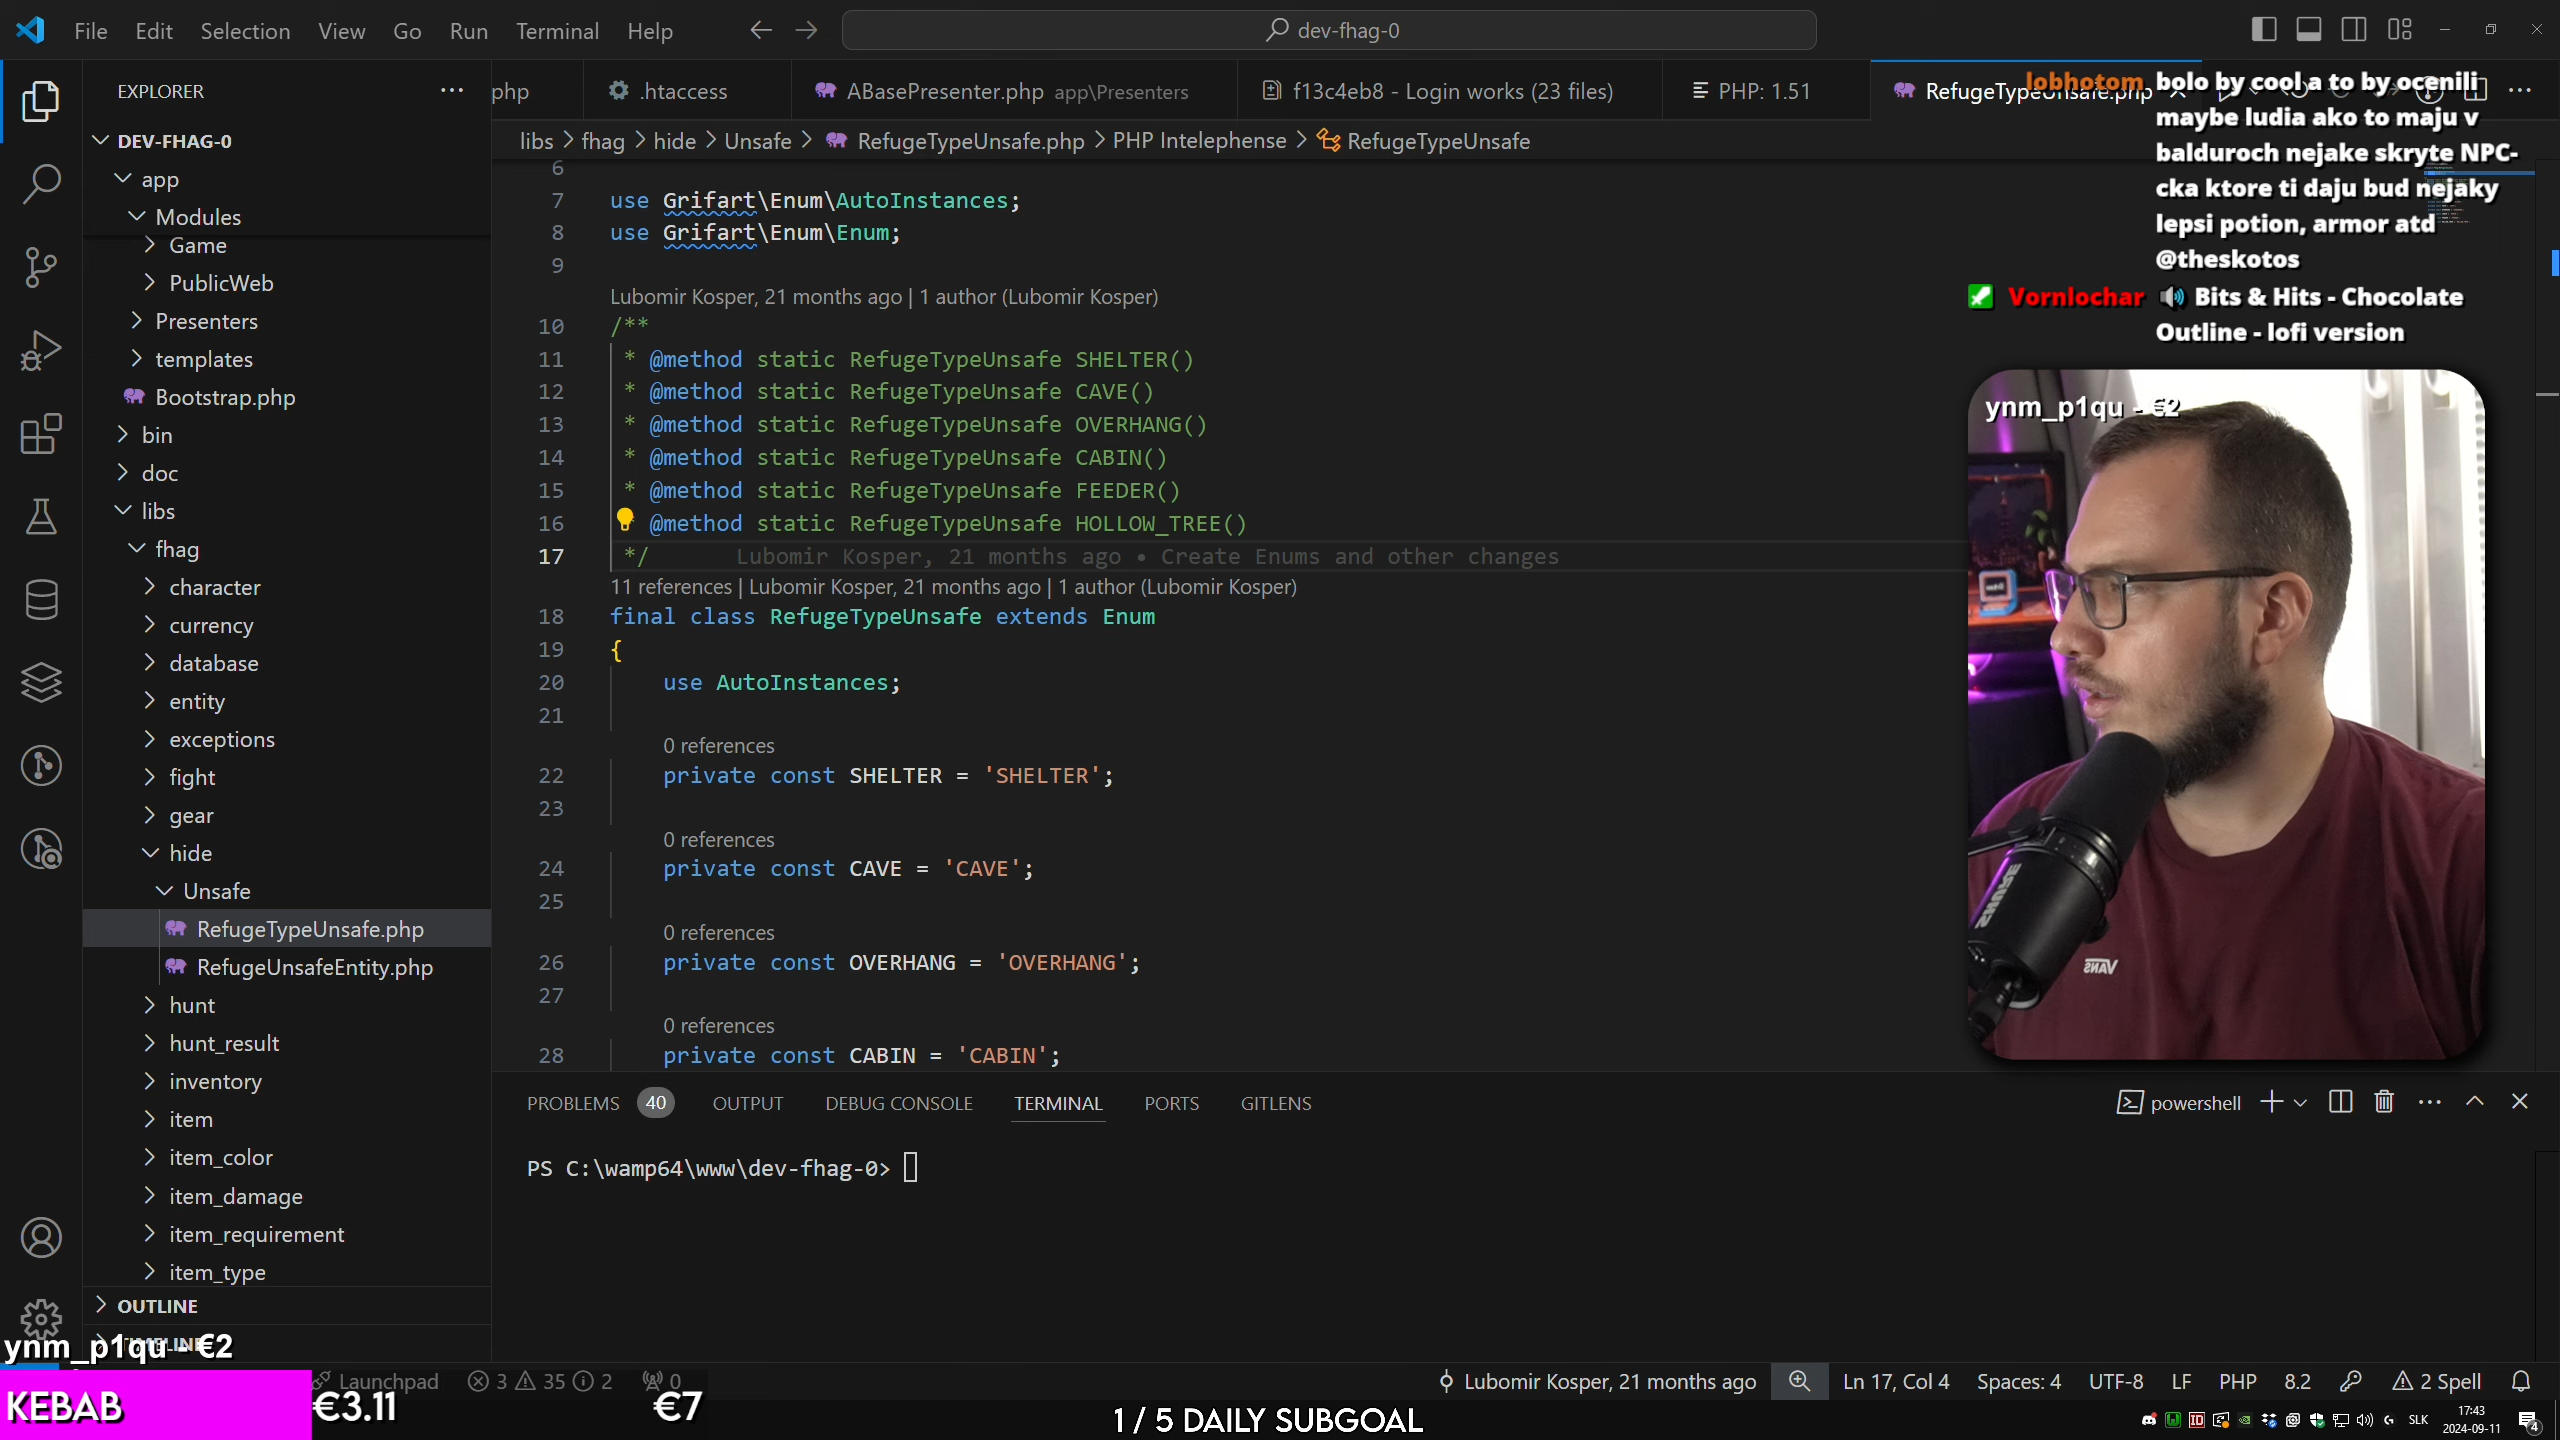 File Edit Selection View Go Run Terminal Help
dev-fhag-0
EXPLORER
DEV-FHAG-0
app
Modules
Game
PublicWeb
Presenters
templates
Bootstrap.php
bin
doc
libs
fhag
character
currency
database
entity
exceptions
fight
gear
hide
Unsafe
RefugeTypeUnsafe.php
RefugeUnsafeEntity.php
hunt
hunt_result
inventory
item
item_color
item_damage
item_requirement
item_type
OUTLINE
TIMELINE
php
.htaccess
ABasePresenter.php app\Presenters
f13c4eb8 - Login works (23 files)
PHP: 1.51
RefugeTypeUnsafe.php
libs > fhag > hide > Unsafe > RefugeTypeUnsafe.php > PHP Intelephense > RefugeTypeUnsafe
6
7 use Grifart\Enum\AutoInstances;
8 use Grifart\Enum\Enum;
9
Lubomir Kosper, 21 months ago | 1 author (Lubomir Kosper)
10 /**
11 * @method static RefugeTypeUnsafe SHELTER()
12 * @method static RefugeTypeUnsafe CAVE()
13 * @method static RefugeTypeUnsafe OVERHANG()
14 * @method static RefugeTypeUnsafe CABIN()
15 * @method static RefugeTypeUnsafe FEEDER()
16 * @method static RefugeTypeUnsafe HOLLOW_TREE()
17 */ Lubomir Kosper, 21 months ago • Create Enums and other changes
11 references | Lubomir Kosper, 21 months ago | 1 author (Lubomir Kosper)
18 final class RefugeTypeUnsafe extends Enum
19 {
20 use AutoInstances;
21
0 references
22 private const SHELTER = 'SHELTER';
23
0 references
24 private const CAVE = 'CAVE';
25
0 references
26 private const OVERHANG = 'OVERHANG';
27
0 references
28 private const CABIN = 'CABIN';
lobhotom bolo by cool a to by ocenili
maybe ludia ako to maju v
balduroch nejake skryte NPC-
cka ktore ti daju bud nejaky
lepsi potion, armor atd
@theskotos
Vornlochar Bits & Hits - Chocolate
Outline - lofi version
ynm_p1qu - €2
SHURE
VANS
PROBLEMS 40 OUTPUT DEBUG CONSOLE TERMINAL PORTS GITLENS
powershell
PS C:\wamp64\www\dev-fhag-0>
ynm_p1qu - €2
KEBAB €3.11 €7
Launchpad 3 35 2 0
Lubomir Kosper, 21 months ago Ln 17, Col 4 Spaces: 4 UTF-8 LF PHP 8.2 2 Spell
1 / 5 DAILY SUBGOAL
SLK
17:43
2024-09-11
4